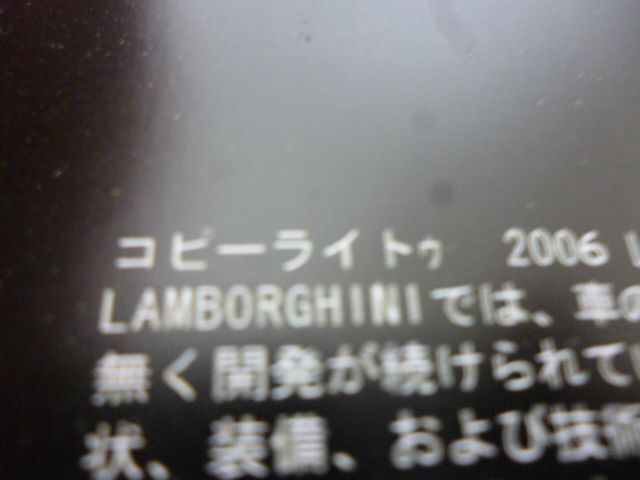 コピーライトゥ 2006
LAMBORGHINIでは、車の
無く開発が続けられて
状、装備、および技術